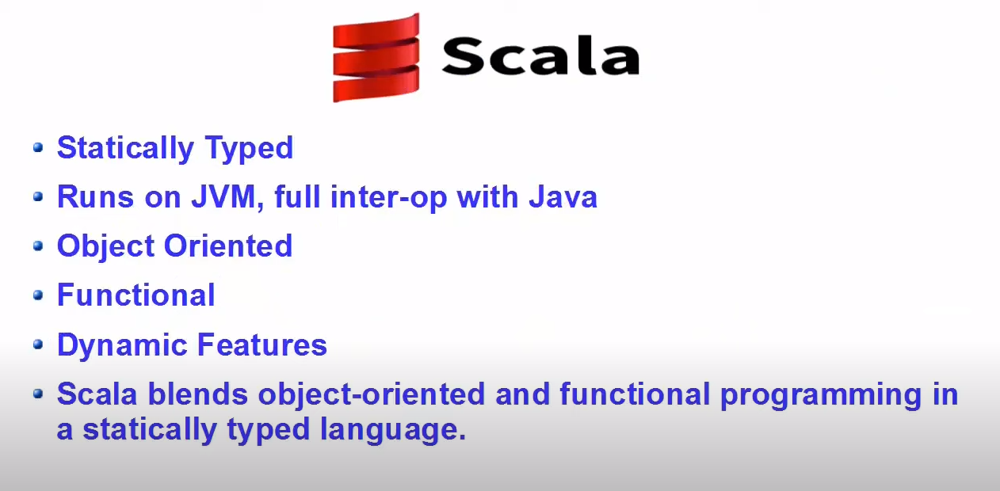 Scala
Statically Typed
Runs on JVM, full inter-op with Java
Object Oriented
Functional
Dynamic Features
Scala blends object-oriented and functional programming in
a statically typed language.